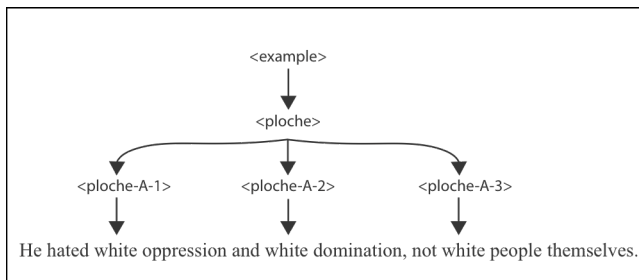 <example>
<ploche>
<ploche-A-1> <ploche-A-2> <ploche-A-3>
He hated white oppression and white domination, not white people themselves.